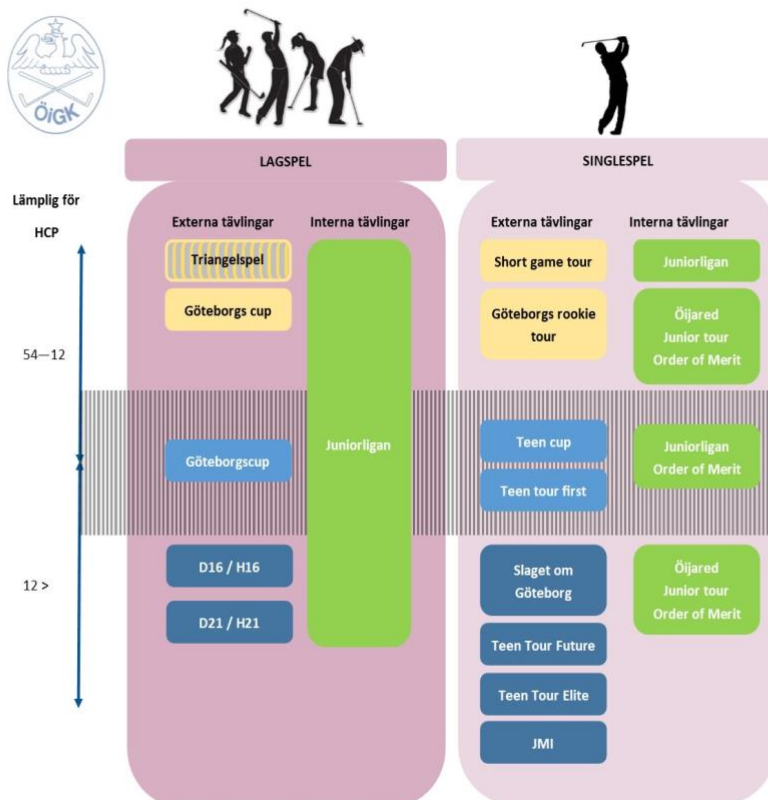 ÖiGK
LAGSPEL
SINGLESPEL
Lämplig för
HCP
Externa tävlingar
Interna tävlingar
Externa tävlingar
Interna tävlingar
Triangelspel
Göteborgs cup
Juniorligan
Short game tour
Göteborgs rookie
tour
Juniorligan
Öijared
Junior tour
Order of Merit
54—12
Göteborgscup
Teen cup
Teen tour first
Juniorligan
Order of Merit
12 >
D16 / H16
D21 / H21
Slaget om
Göteborg
Teen Tour Future
Teen Tour Elite
JMI
Öijared
Junior tour
Order of Merit